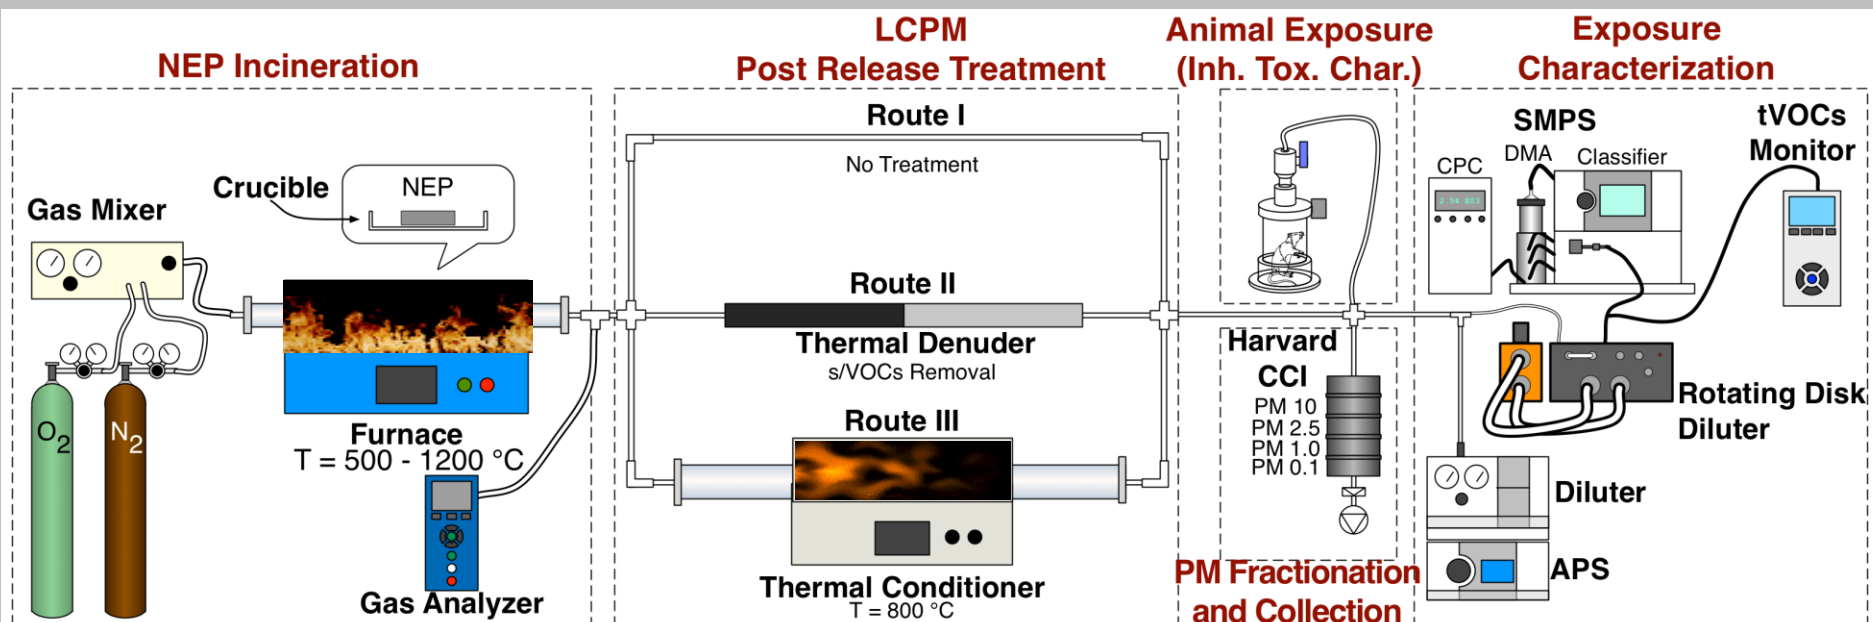 NEP Incineration
LCPM
Post Release Treatment
Animal Exposure
(Inh. Tox. Char.)
Exposure
Characterization
Gas Mixer
Crucible
NEP
O2
N2
Furnace
T = 500 - 1200 °C
Gas Analyzer
Route I
No Treatment
Route II
Thermal Denuder
s/VOCs Removal
Route III
Thermal Conditioner
T = 800 °C
Harvard
CCI
PM 10
PM 2.5
PM 1.0
PM 0.1
PM Fractionation
and Collection
SMPS
CPC
DMA
Classifier
2.54 E03
tVOCs
Monitor
Rotating Disk
Diluter
Diluter
APS